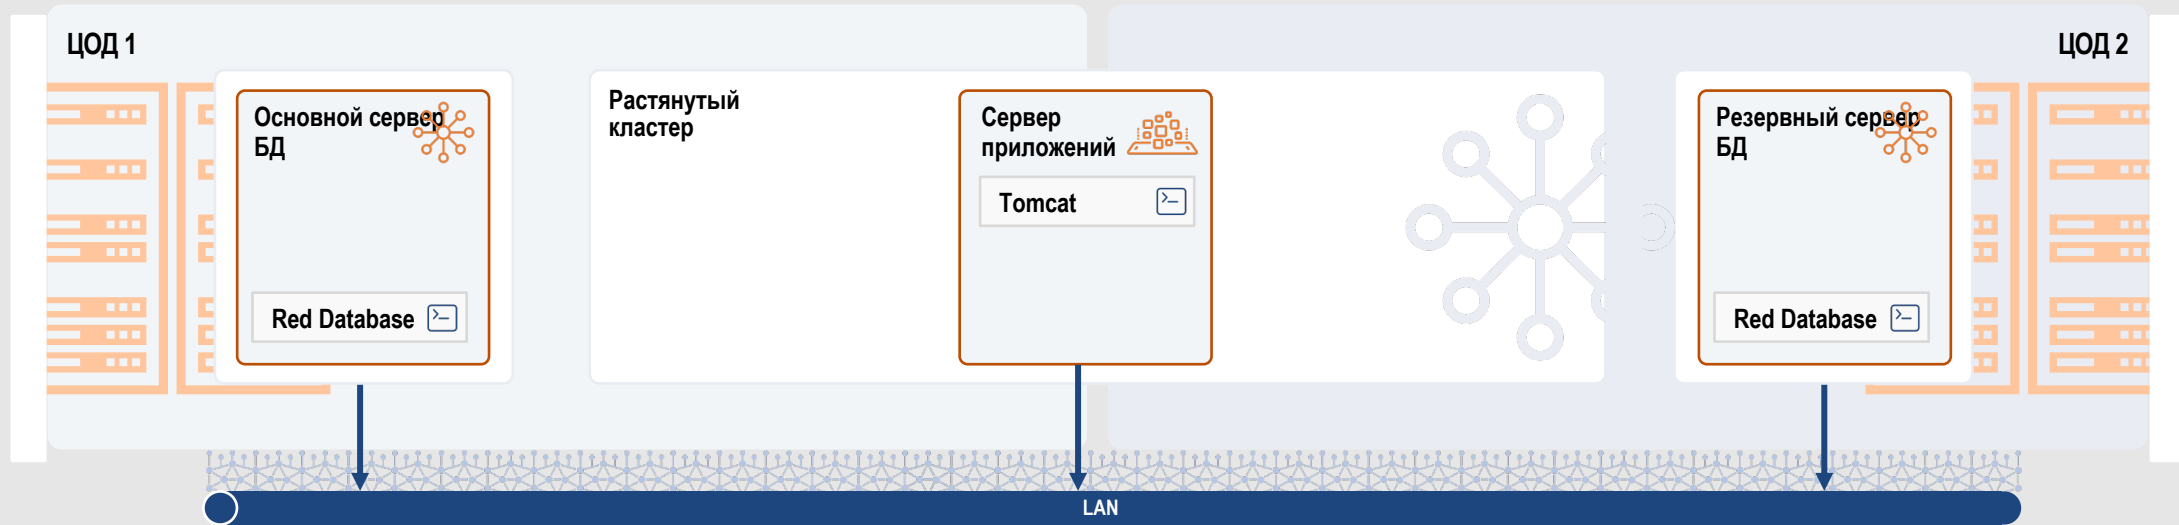 ЦОД 1
ЦОД 2
Основной сервер
БД
Red Database
Растянутый
кластер
Сервер
приложений
Tomcat
Резервный сервер
БД
Red Database
LAN